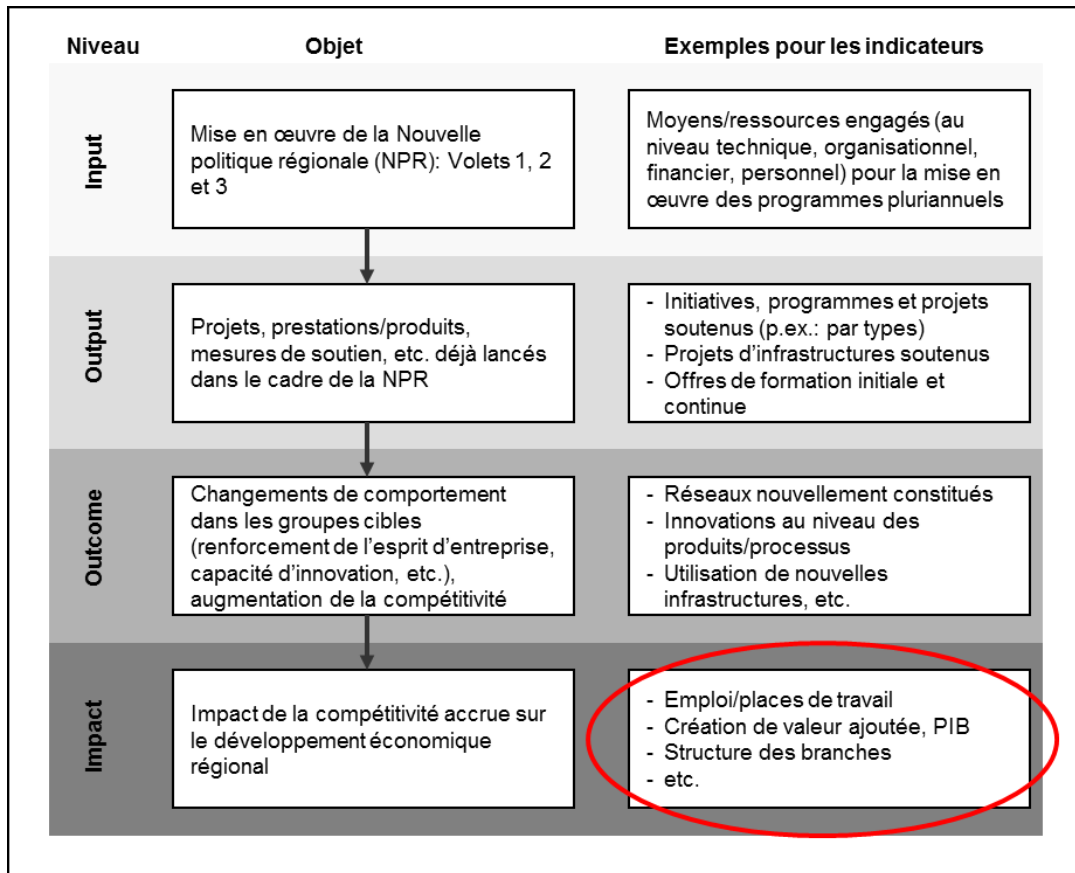 Niveau Objet Exemples pour les indicateurs
Input
Mise en œuvre de la Nouvelle
politique régionale (NPR): Volets 1, 2
et 3
Moyens/ressources engagés (au
niveau technique, organisationnel,
financier, personnel) pour la mise en
œuvre des programmes pluriannuels
Output
Projets, prestations/produits,
mesures de soutien, etc. déjà lancés
dans le cadre de la NPR
- Initiatives, programmes et projets
soutenus (p.ex.: par types)
- Projets d’infrastructures soutenus
- Offres de formation initiale et
continue
Outcome
Changements de comportement
dans les groupes cibles
(renforcement de l’esprit d’entreprise,
capacité d’innovation, etc.),
augmentation de la compétitivité
- Réseaux nouvellement constitués
- Innovations au niveau des
produits/processus
- Utilisation de nouvelles
infrastructures, etc.
Impact
Impact de la compétitivité accrue sur
le développement économique
régional
- Emploi/places de travail
- Création de valeur ajoutée, PIB
- Structure des branches
- etc.